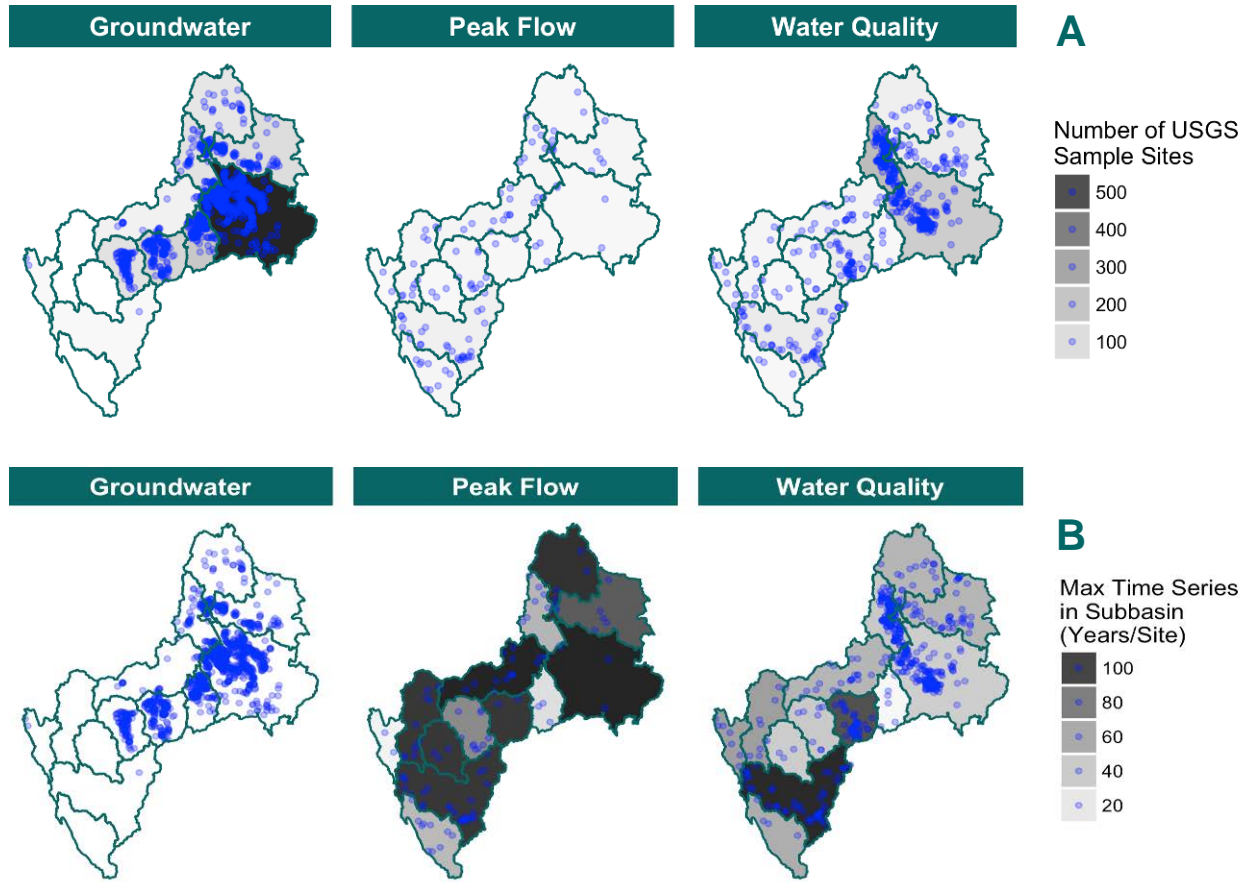 Groundwater
Peak Flow
Water Quality
A
Number of USGS
Sample Sites
500
400
300
200
100
Groundwater
Peak Flow
Water Quality
B
Max Time Series
in Subbasin
(Years/Site)
100
80
60
40
20